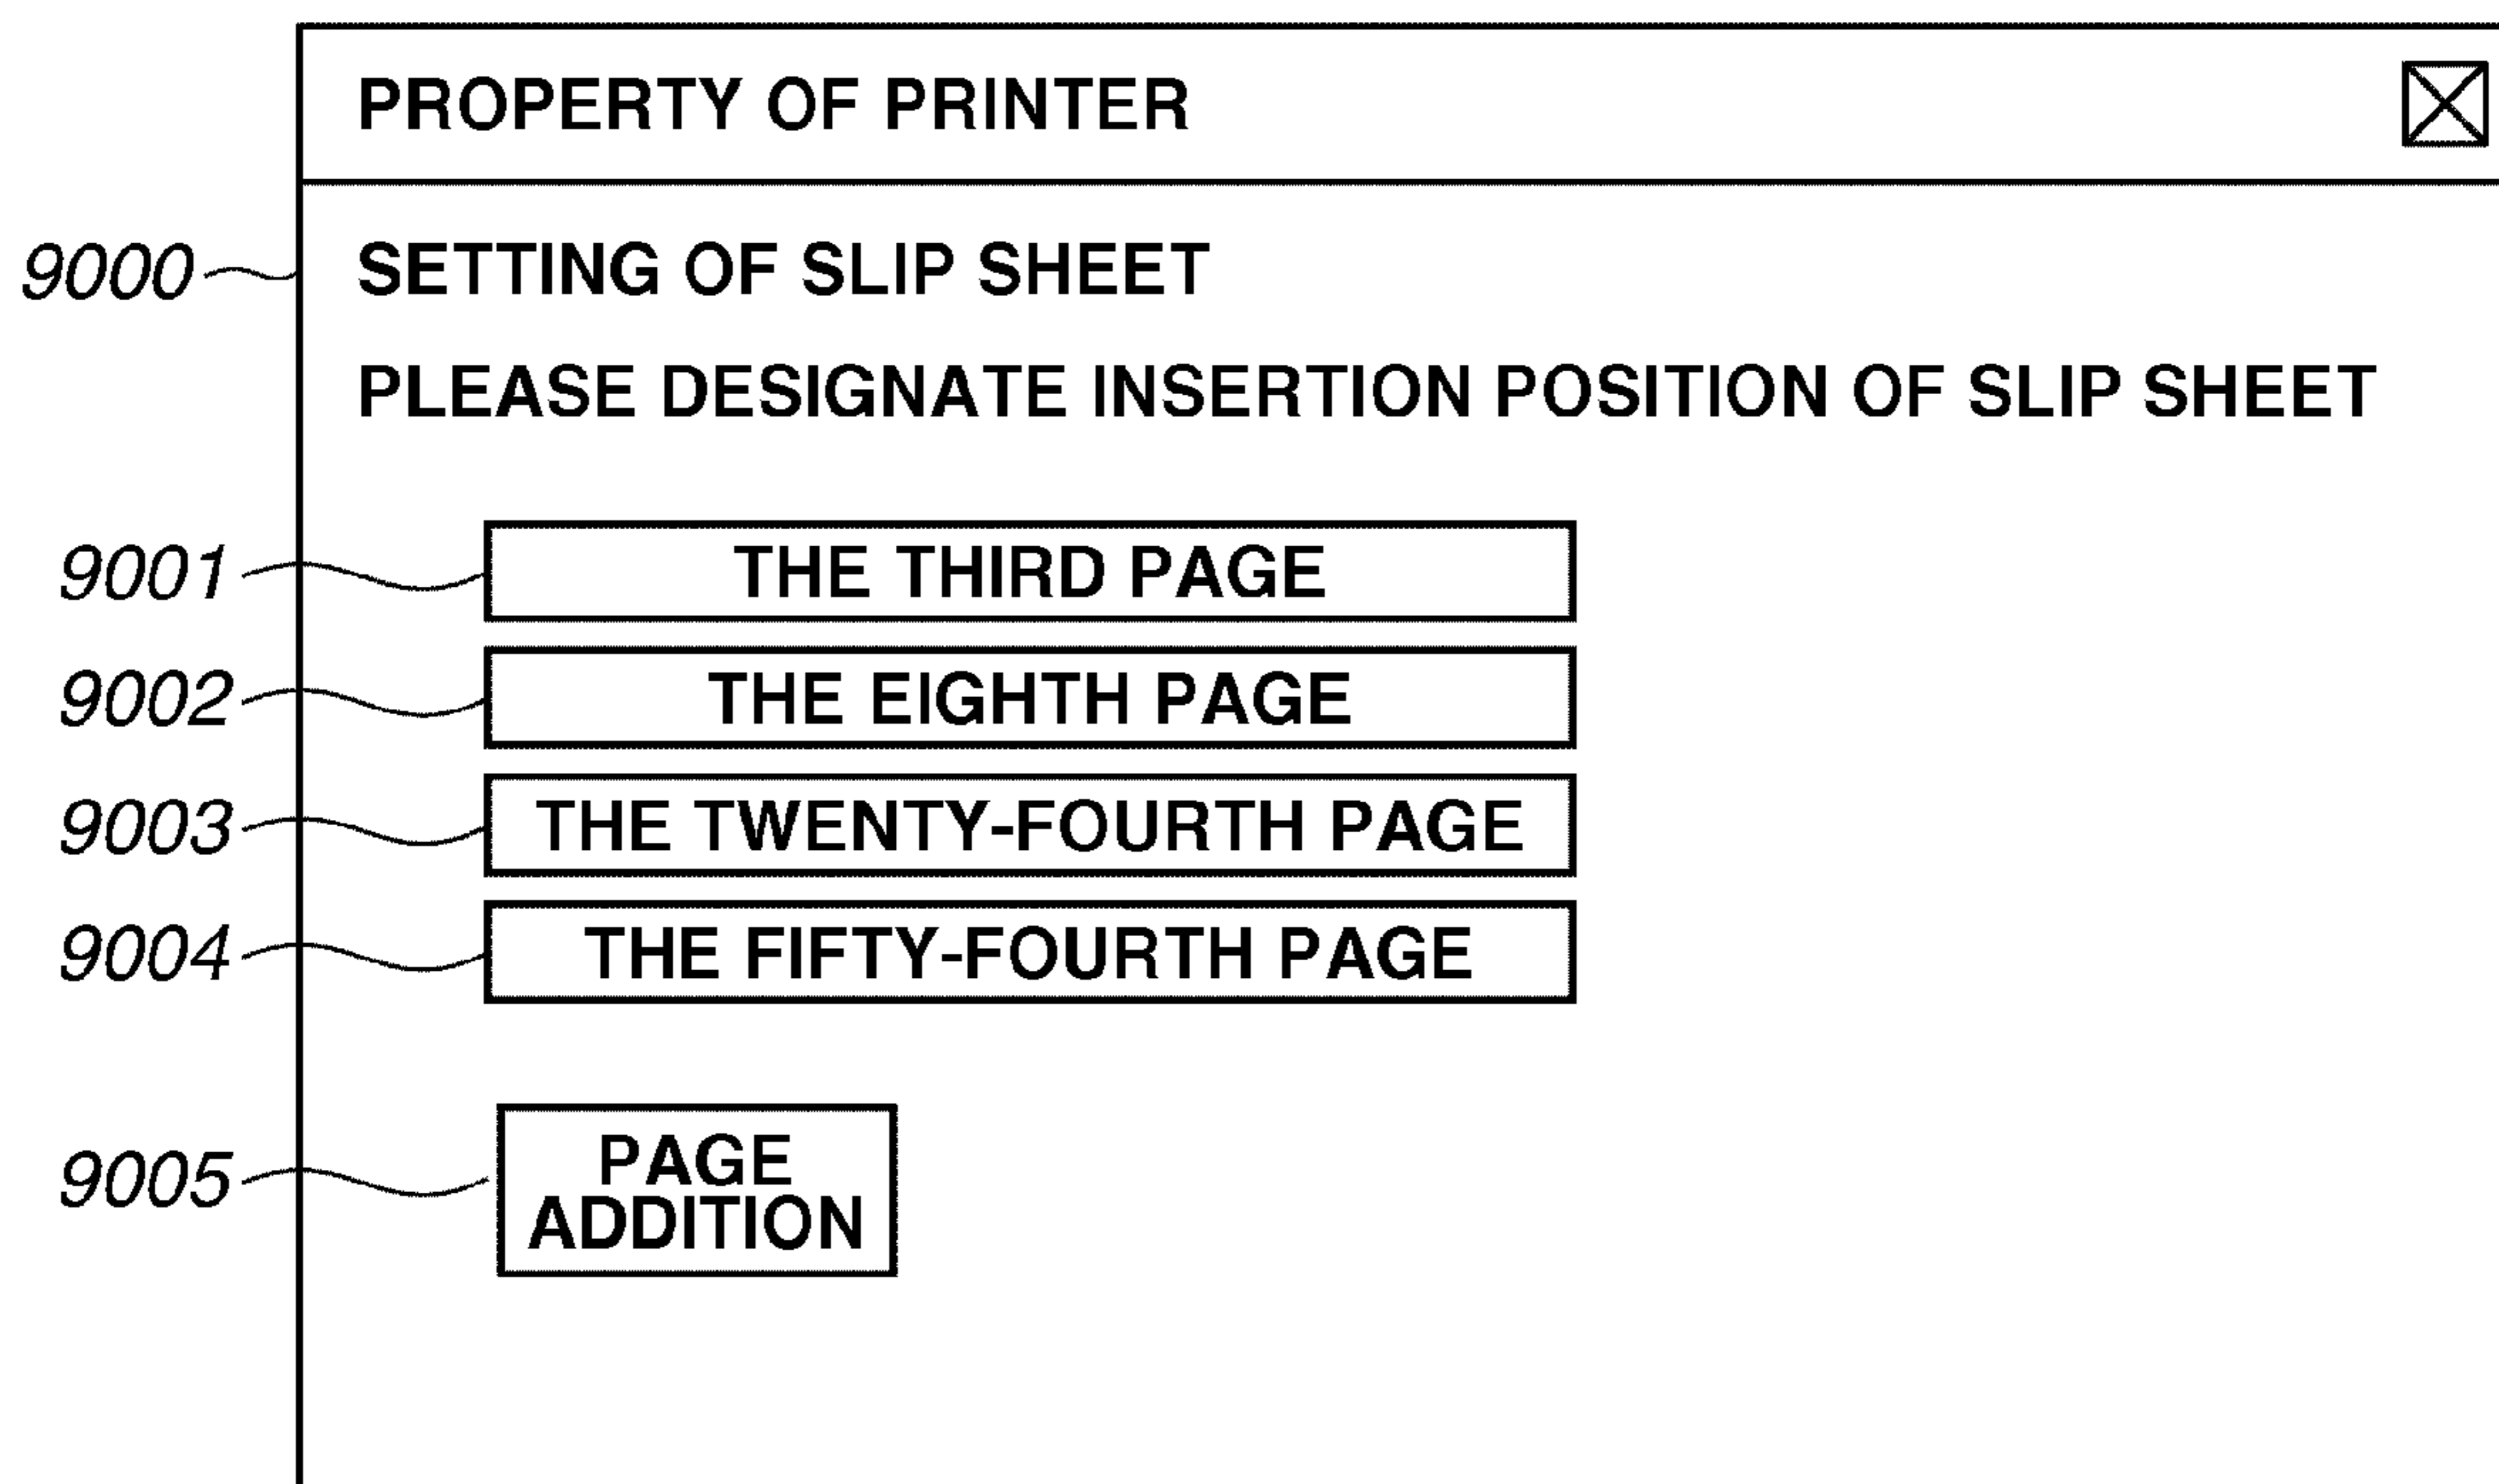 PROPERTY OF PRINTER
9000 SETTING OF SLIP SHEET
PLEASE DESIGNATE INSERTION POSITION OF SLIP SHEET
9001 THE THIRD PAGE
9002 THE EIGHTH PAGE
9003 THE TWENTY-FOURTH PAGE
9004 THE FIFTY-FOURTH PAGE
9005 PAGE
ADDITION